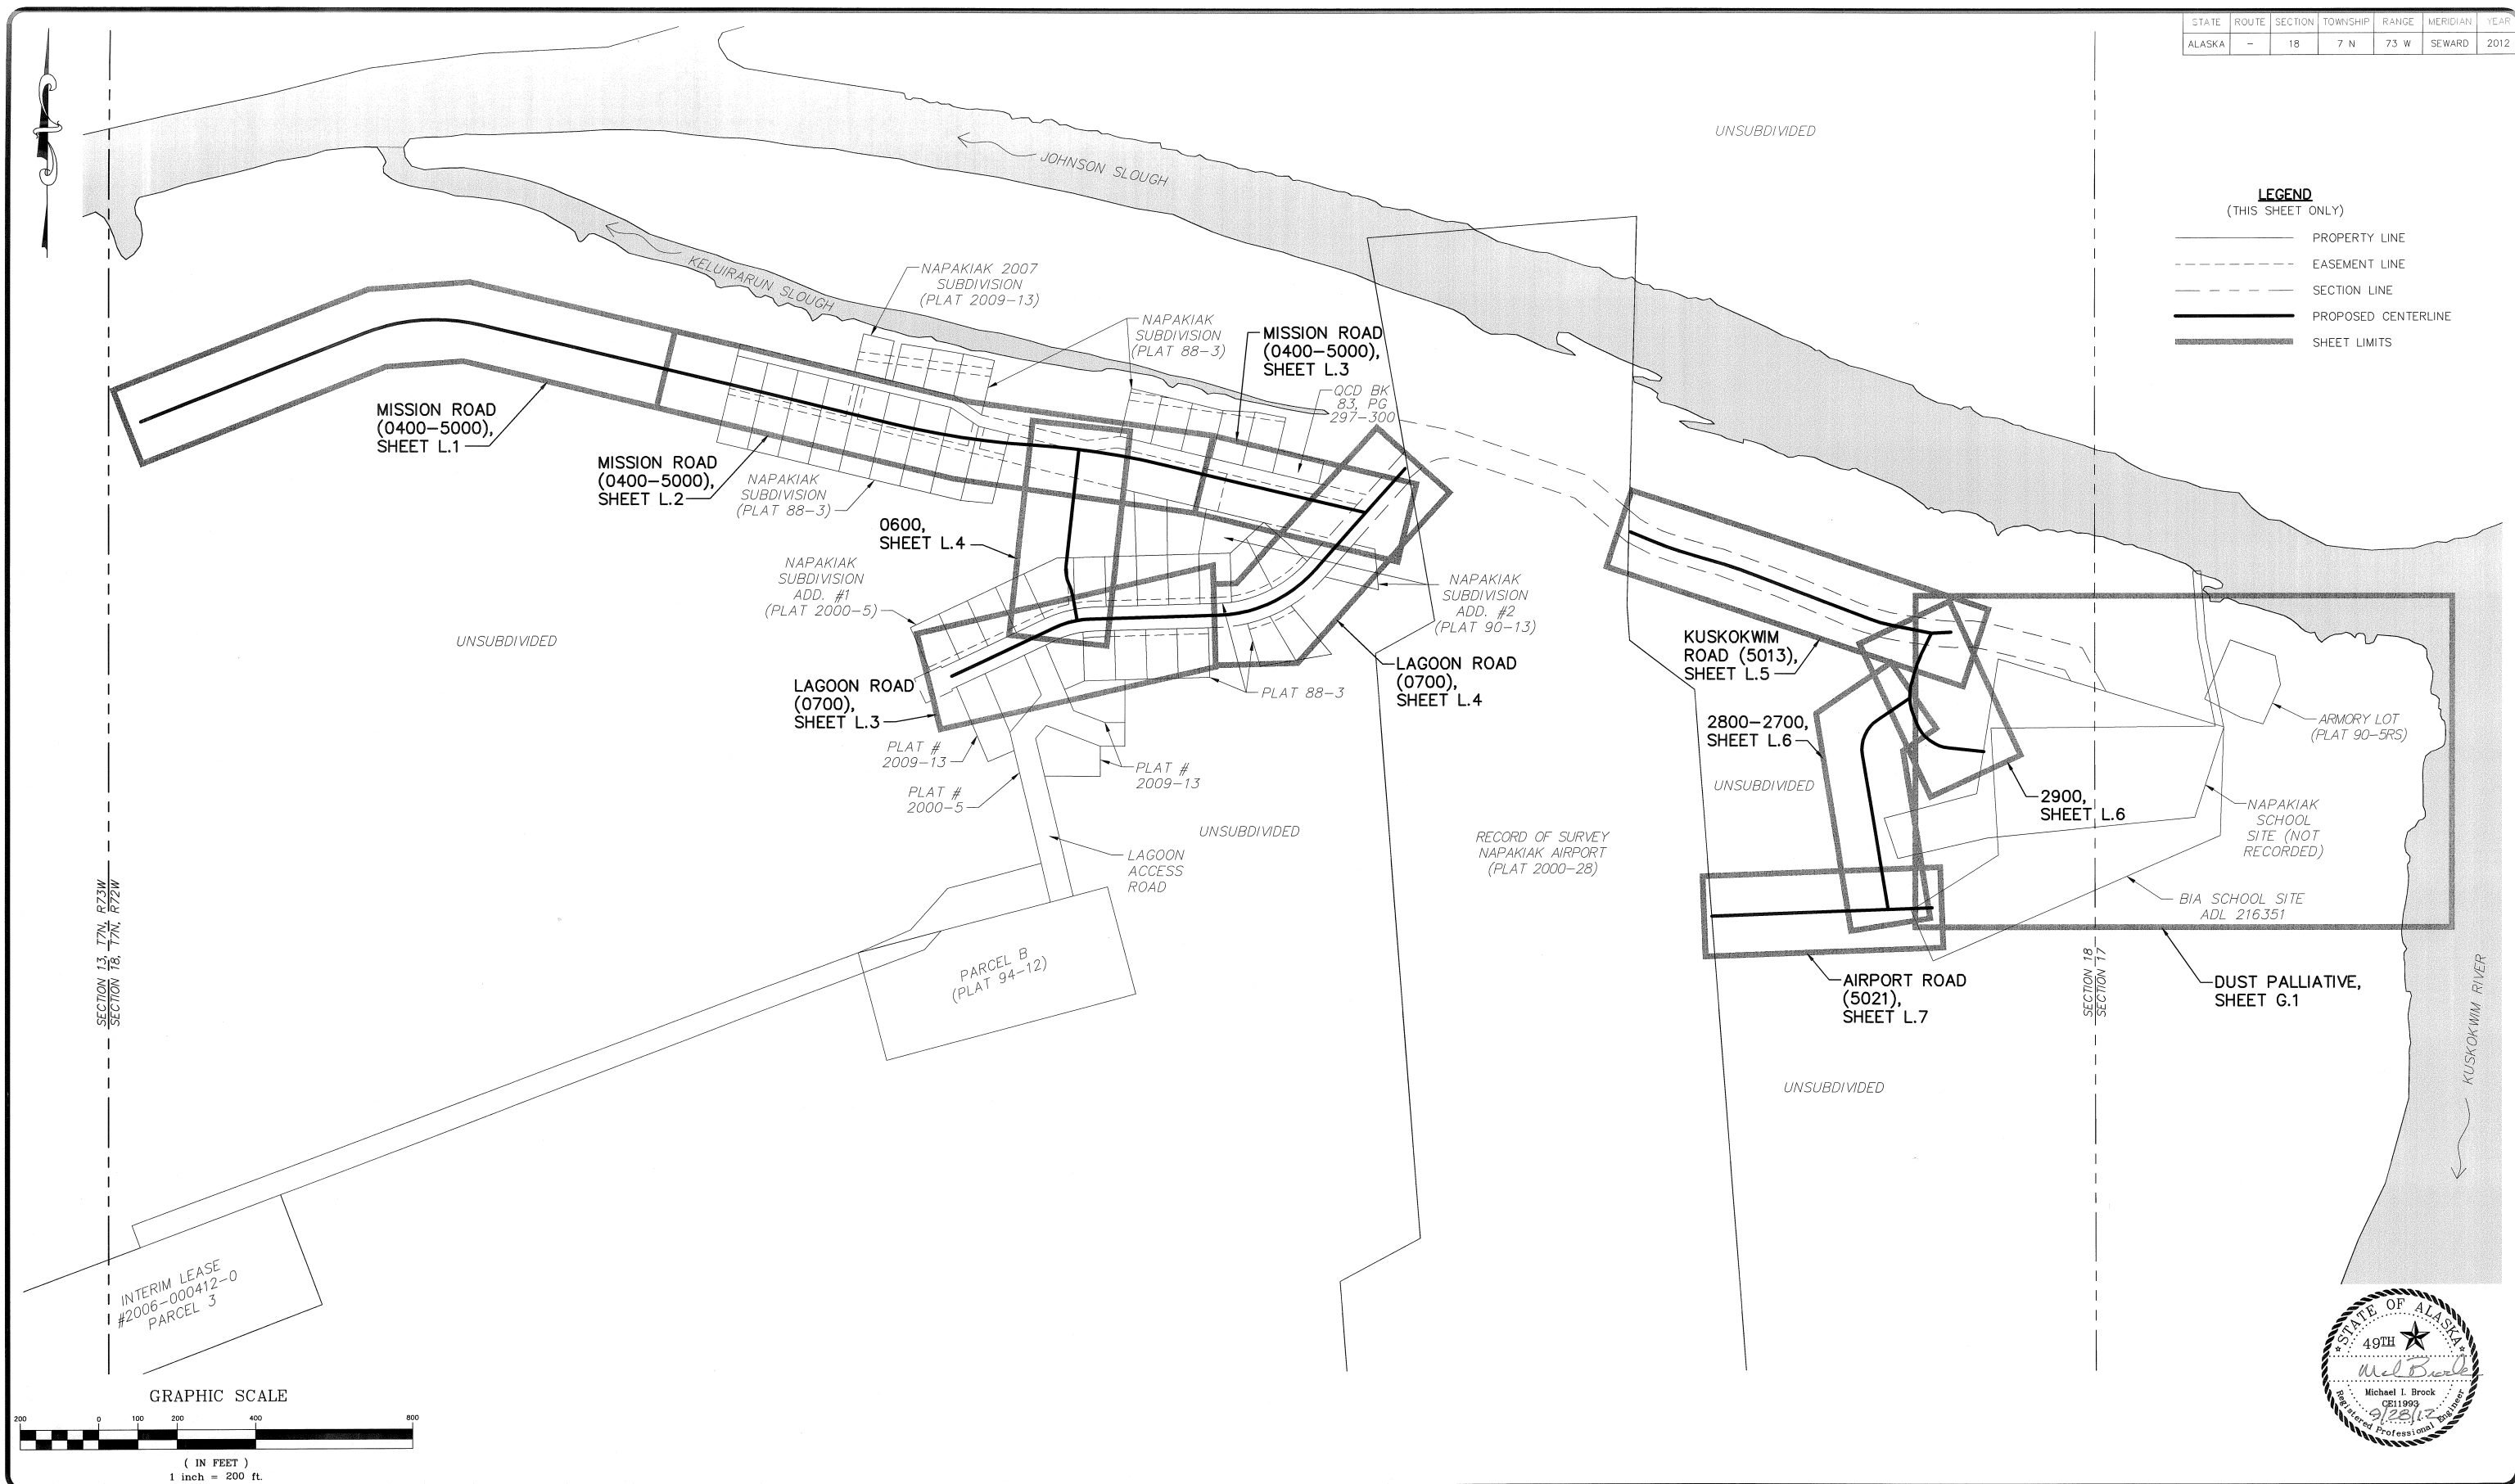 STATE ROUTE SECTION TOWNSHIP RANGE MERIDIAN YEAR
ALASKA - 18 7 N 73 W SEWARD 2012
UNSUBDIVIDED
JOHNSON SLOUGH
LEGEND
(THIS SHEET ONLY)
PROPERTY LINE
EASEMENT LINE
SECTION LINE
PROPOSED CENTERLINE
SHEET LIMITS
KELUIRARUN SLOUGH
NAPAKIAK 2007
SUBDIVISION
(PLAT 2009-13)
NAPAKIAK
SUBDIVISION
(PLAT 88-3)
MISSION ROAD
(0400-5000),
SHEET L.3
QCD BK
83, PG
297-300
MISSION ROAD
(0400-5000),
SHEET L.1
MISSION ROAD
(0400-5000),
SHEET L.2
NAPAKIAK
SUBDIVISION
(PLAT 88-3)
0600,
SHEET L.4
NAPAKIAK
SUBDIVISION
ADD. #1
(PLAT 2000-5)
NAPAKIAK
SUBDIVISION
ADD. #2
(PLAT 90-13)
UNSUBDIVIDED
LAGOON ROAD
(0700),
SHEET L.3
PLAT 88-3
LAGOON ROAD
(0700),
SHEET L.4
KUSKOKWIM
ROAD (5013),
SHEET L.5
2800-2700,
SHEET L.6
ARMORY LOT
(PLAT 90-5RS)
PLAT #
2009-13
PLAT #
2000-5
PLAT #
2009-13
UNSUBDIVIDED
UNSUBDIVIDED
2900,
SHEET L.6
NAPAKIAK
SCHOOL
SITE (NOT
RECORDED)
RECORD OF SURVEY
NAPAKIAK AIRPORT
(PLAT 2000-28)
LAGOON
ACCESS
ROAD
BIA SCHOOL SITE
ADL 216351
SECTION 13, T7N, R73W
SECTION 18, T7N, R72W
PARCEL B
(PLAT 94-12)
AIRPORT ROAD
(5021),
SHEET L.7
SECTION 18
SECTION 17
DUST PALLIATIVE,
SHEET G.1
KUSKOKWIM RIVER
UNSUBDIVIDED
INTERIM LEASE
#2006-000412-0
PARCEL 3
GRAPHIC SCALE
200 0 100 200 400 800
( IN FEET )
1 inch = 200 ft.
STATE OF ALASKA
49TH
Michael I. Brock
CE11993
9/28/12
Registered Professional Engineer